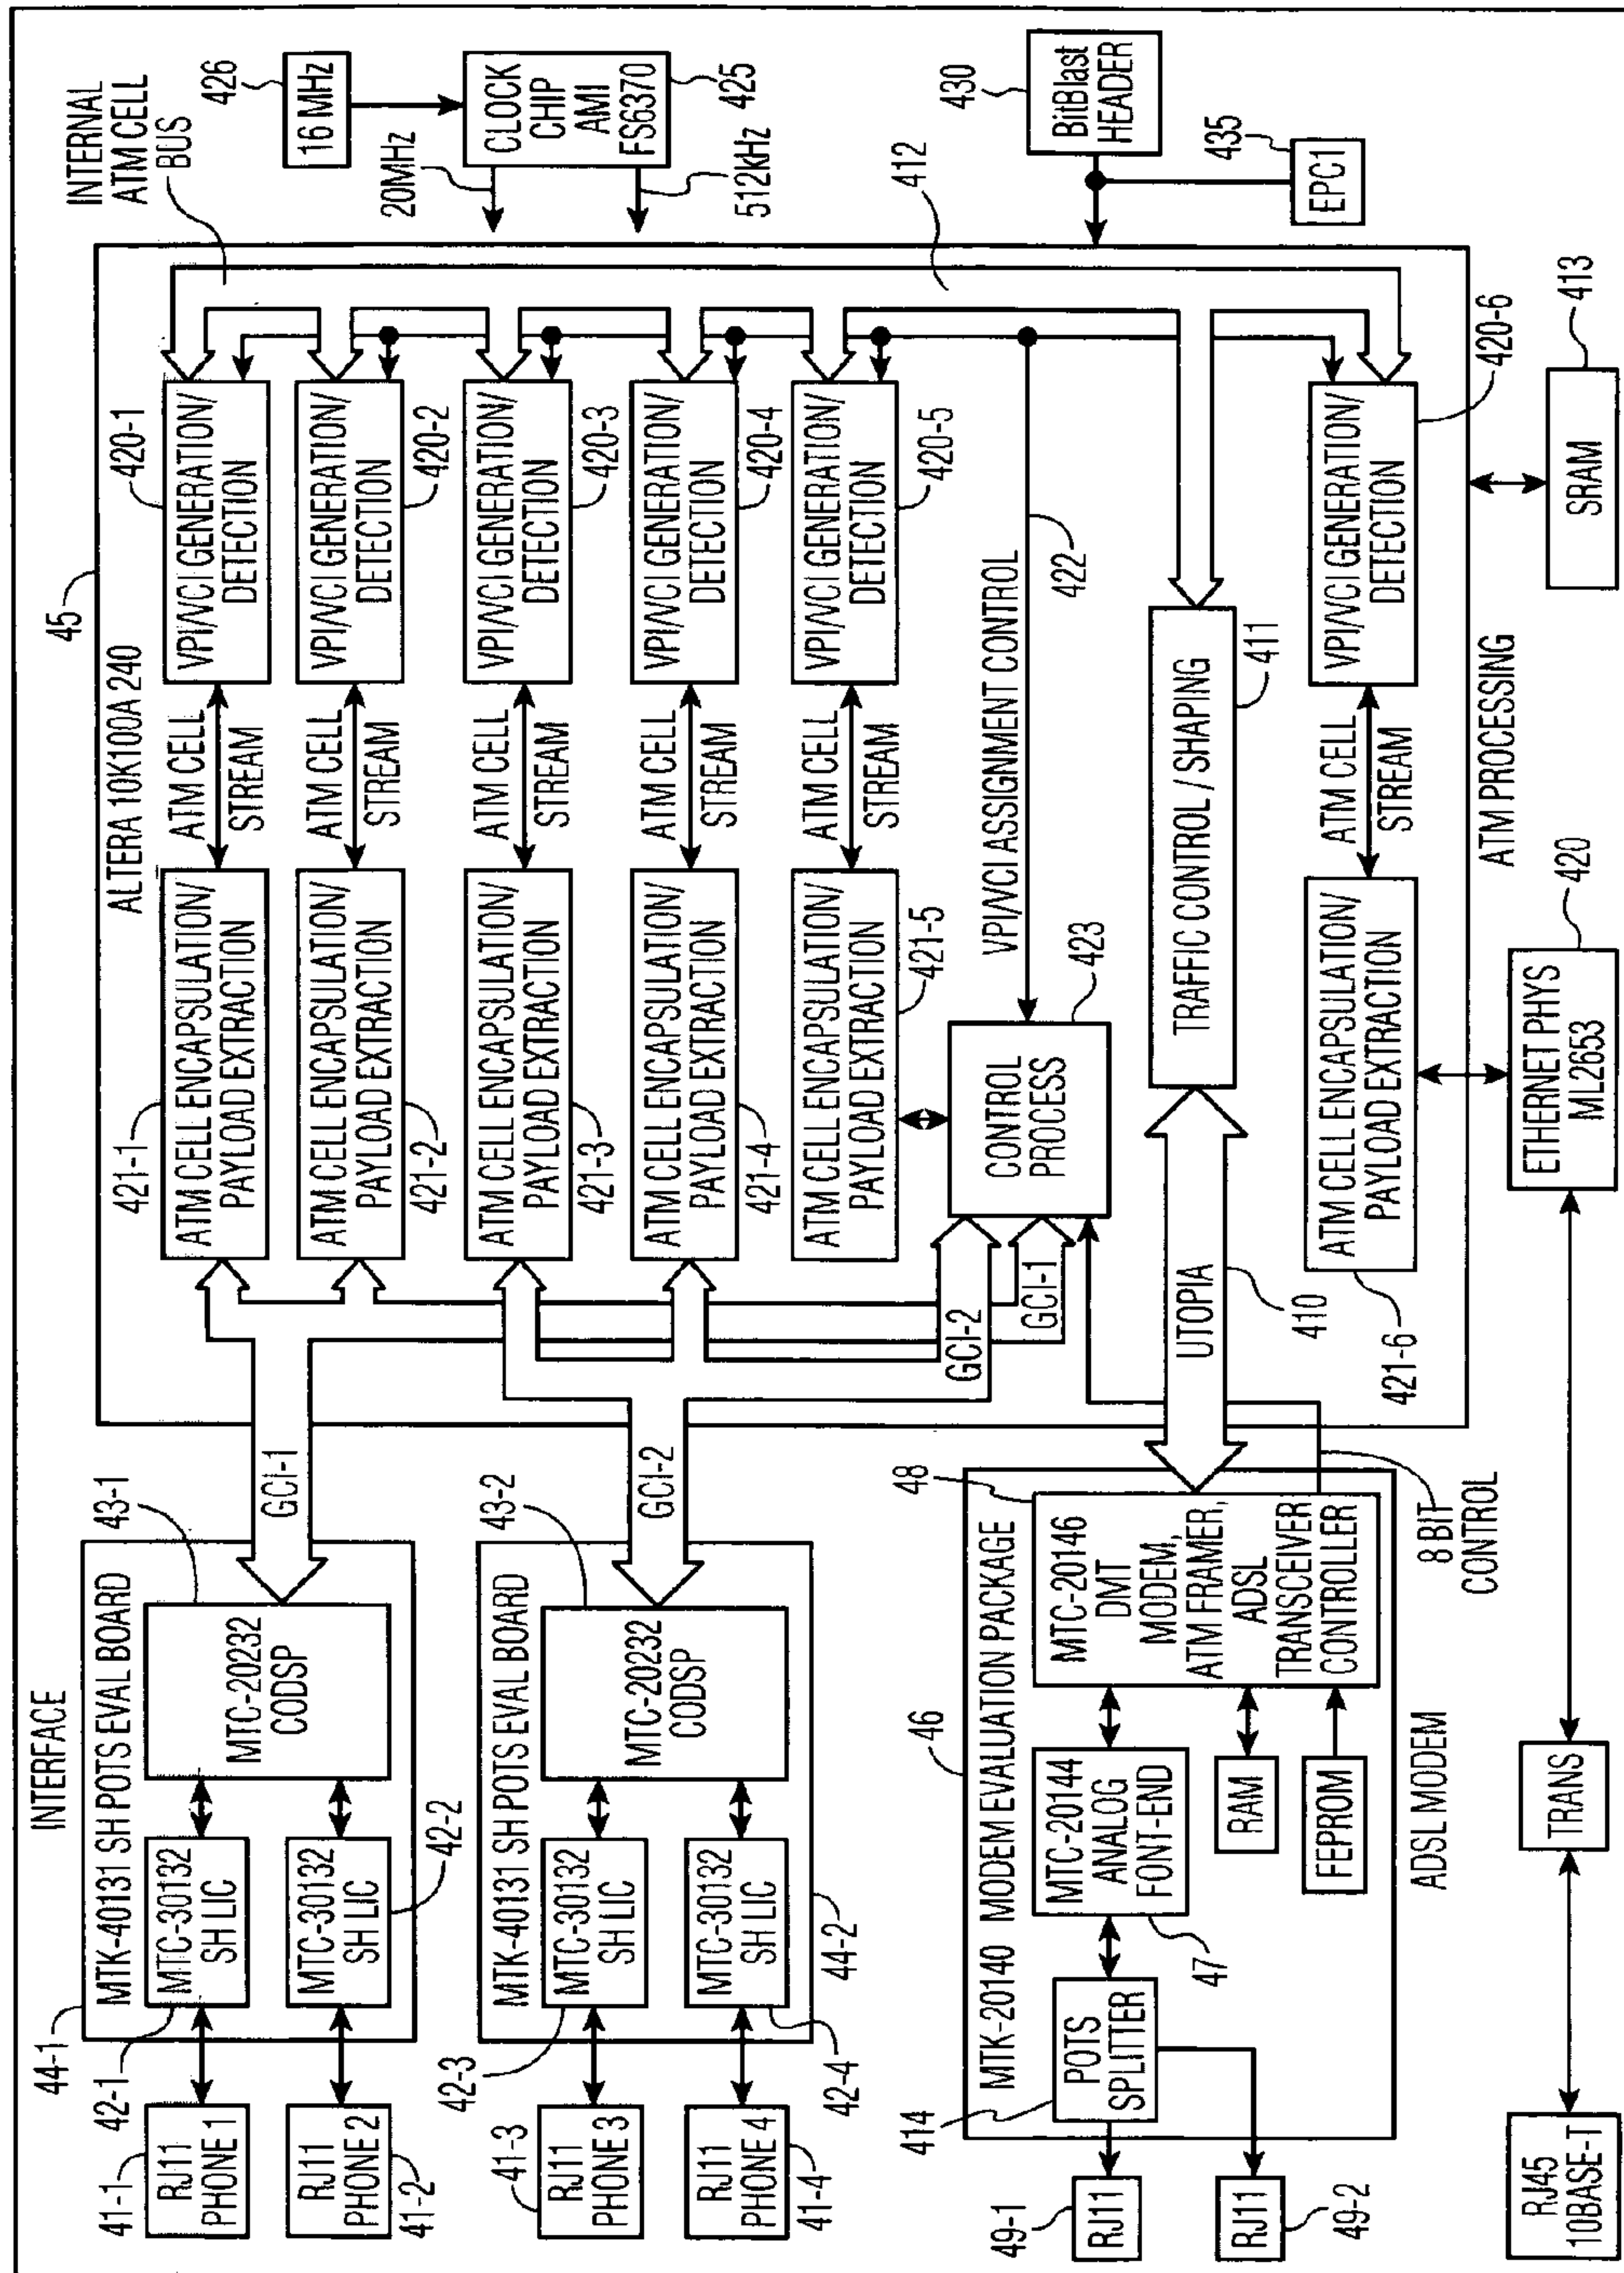 INTERFACE
44-1
MTK-40131 SH POTS EVAL BOARD
43-1
42-1
41-1
RJ11
PHONE 1
MTC-30132
SH LIC
MTC-20232
CODSP
GCI-1
RJ11
PHONE 2
41-2
MTC-30132
SH LIC
42-2
MTK-40131 SH POTS EVAL BOARD
43-2
42-3
41-3
RJ11
PHONE 3
MTC-30132
SH LIC
MTC-20232
CODSP
GCI-2
RJ11
PHONE 4
41-4
MTC-30132
SH LIC
42-4
44-2
46
MTK-20140 MODEM EVALUATION PACKAGE
48
414
POTS
SPLITTER
MTC-20144
ANALOG
FONT-END
47
MTC-20146
DMT
MODEM,
ATM FRAMER,
ADSL
TRANSCEIVER
CONTROLLER
49-1
RJ11
RAM
RJ11
49-2
FEPROM
8 BIT
CONTROL
ADSL MODEM
RJ45
10BASE-T
TRANS
ETHERNET PHYS
ML2653
420
45
ALTERA 10K100A 240
421-1
ATM CELL ENCAPSULATION/
PAYLOAD EXTRACTION
ATM CELL
STREAM
VPI/VCI GENERATION/
DETECTION
420-1
ATM CELL ENCAPSULATION/
PAYLOAD EXTRACTION
421-2
ATM CELL
STREAM
VPI/VCI GENERATION/
DETECTION
420-2
ATM CELL ENCAPSULATION/
PAYLOAD EXTRACTION
421-3
ATM CELL
STREAM
VPI/VCI GENERATION/
DETECTION
420-3
ATM CELL ENCAPSULATION/
PAYLOAD EXTRACTION
421-4
ATM CELL
STREAM
VPI/VCI GENERATION/
DETECTION
420-4
ATM CELL ENCAPSULATION/
PAYLOAD EXTRACTION
421-5
ATM CELL
STREAM
VPI/VCI GENERATION/
DETECTION
420-5
GCI-2
GCI-1
CONTROL
PROCESS
423
VPI/VCI ASSIGNMENT CONTROL
422
UTOPIA
410
TRAFFIC CONTROL / SHAPING
411
421-6
ATM CELL ENCAPSULATION/
PAYLOAD EXTRACTION
ATM CELL
STREAM
VPI/VCI GENERATION/
DETECTION
420-6
ATM PROCESSING
SRAM
413
INTERNAL
ATM CELL
BUS
412
426
16 MHz
20MHz
CLOCK
CHIP
AMI
FS6370
425
512kHz
430
BitBlast
HEADER
435
EPC1